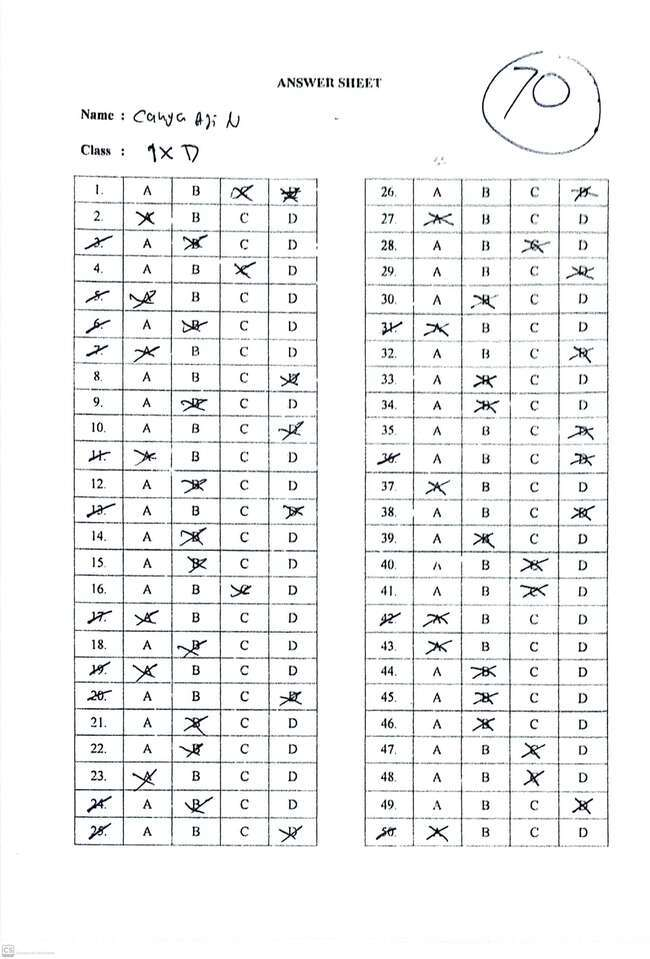 ANSWER SHEET
70
Name : Cahya Aji N
Class : IX D
1. A B C D
2. A B C D
3. A B C D
4. A B C D
5. A B C D
6. A B C D
7. A B C D
8. A B C D
9. A B C D
10. A B C D
11. A B C D
12. A B C D
13. A B C D
14. A B C D
15. A B C D
16. A B C D
17. A B C D
18. A B C D
19. A B C D
20. A B C D
21. A B C D
22. A B C D
23. A B C D
24. A B C D
25. A B C D
26. A B C D
27. A B C D
28. A B C D
29. A B C D
30. A B C D
31. A B C D
32. A B C D
33. A B C D
34. A B C D
35. A B C D
36. A B C D
37. A B C D
38. A B C D
39. A B C D
40. A B C D
41. A B C D
42. A B C D
43. A B C D
44. A B C D
45. A B C D
46. A B C D
47. A B C D
48. A B C D
49. A B C D
50. A B C D
CS